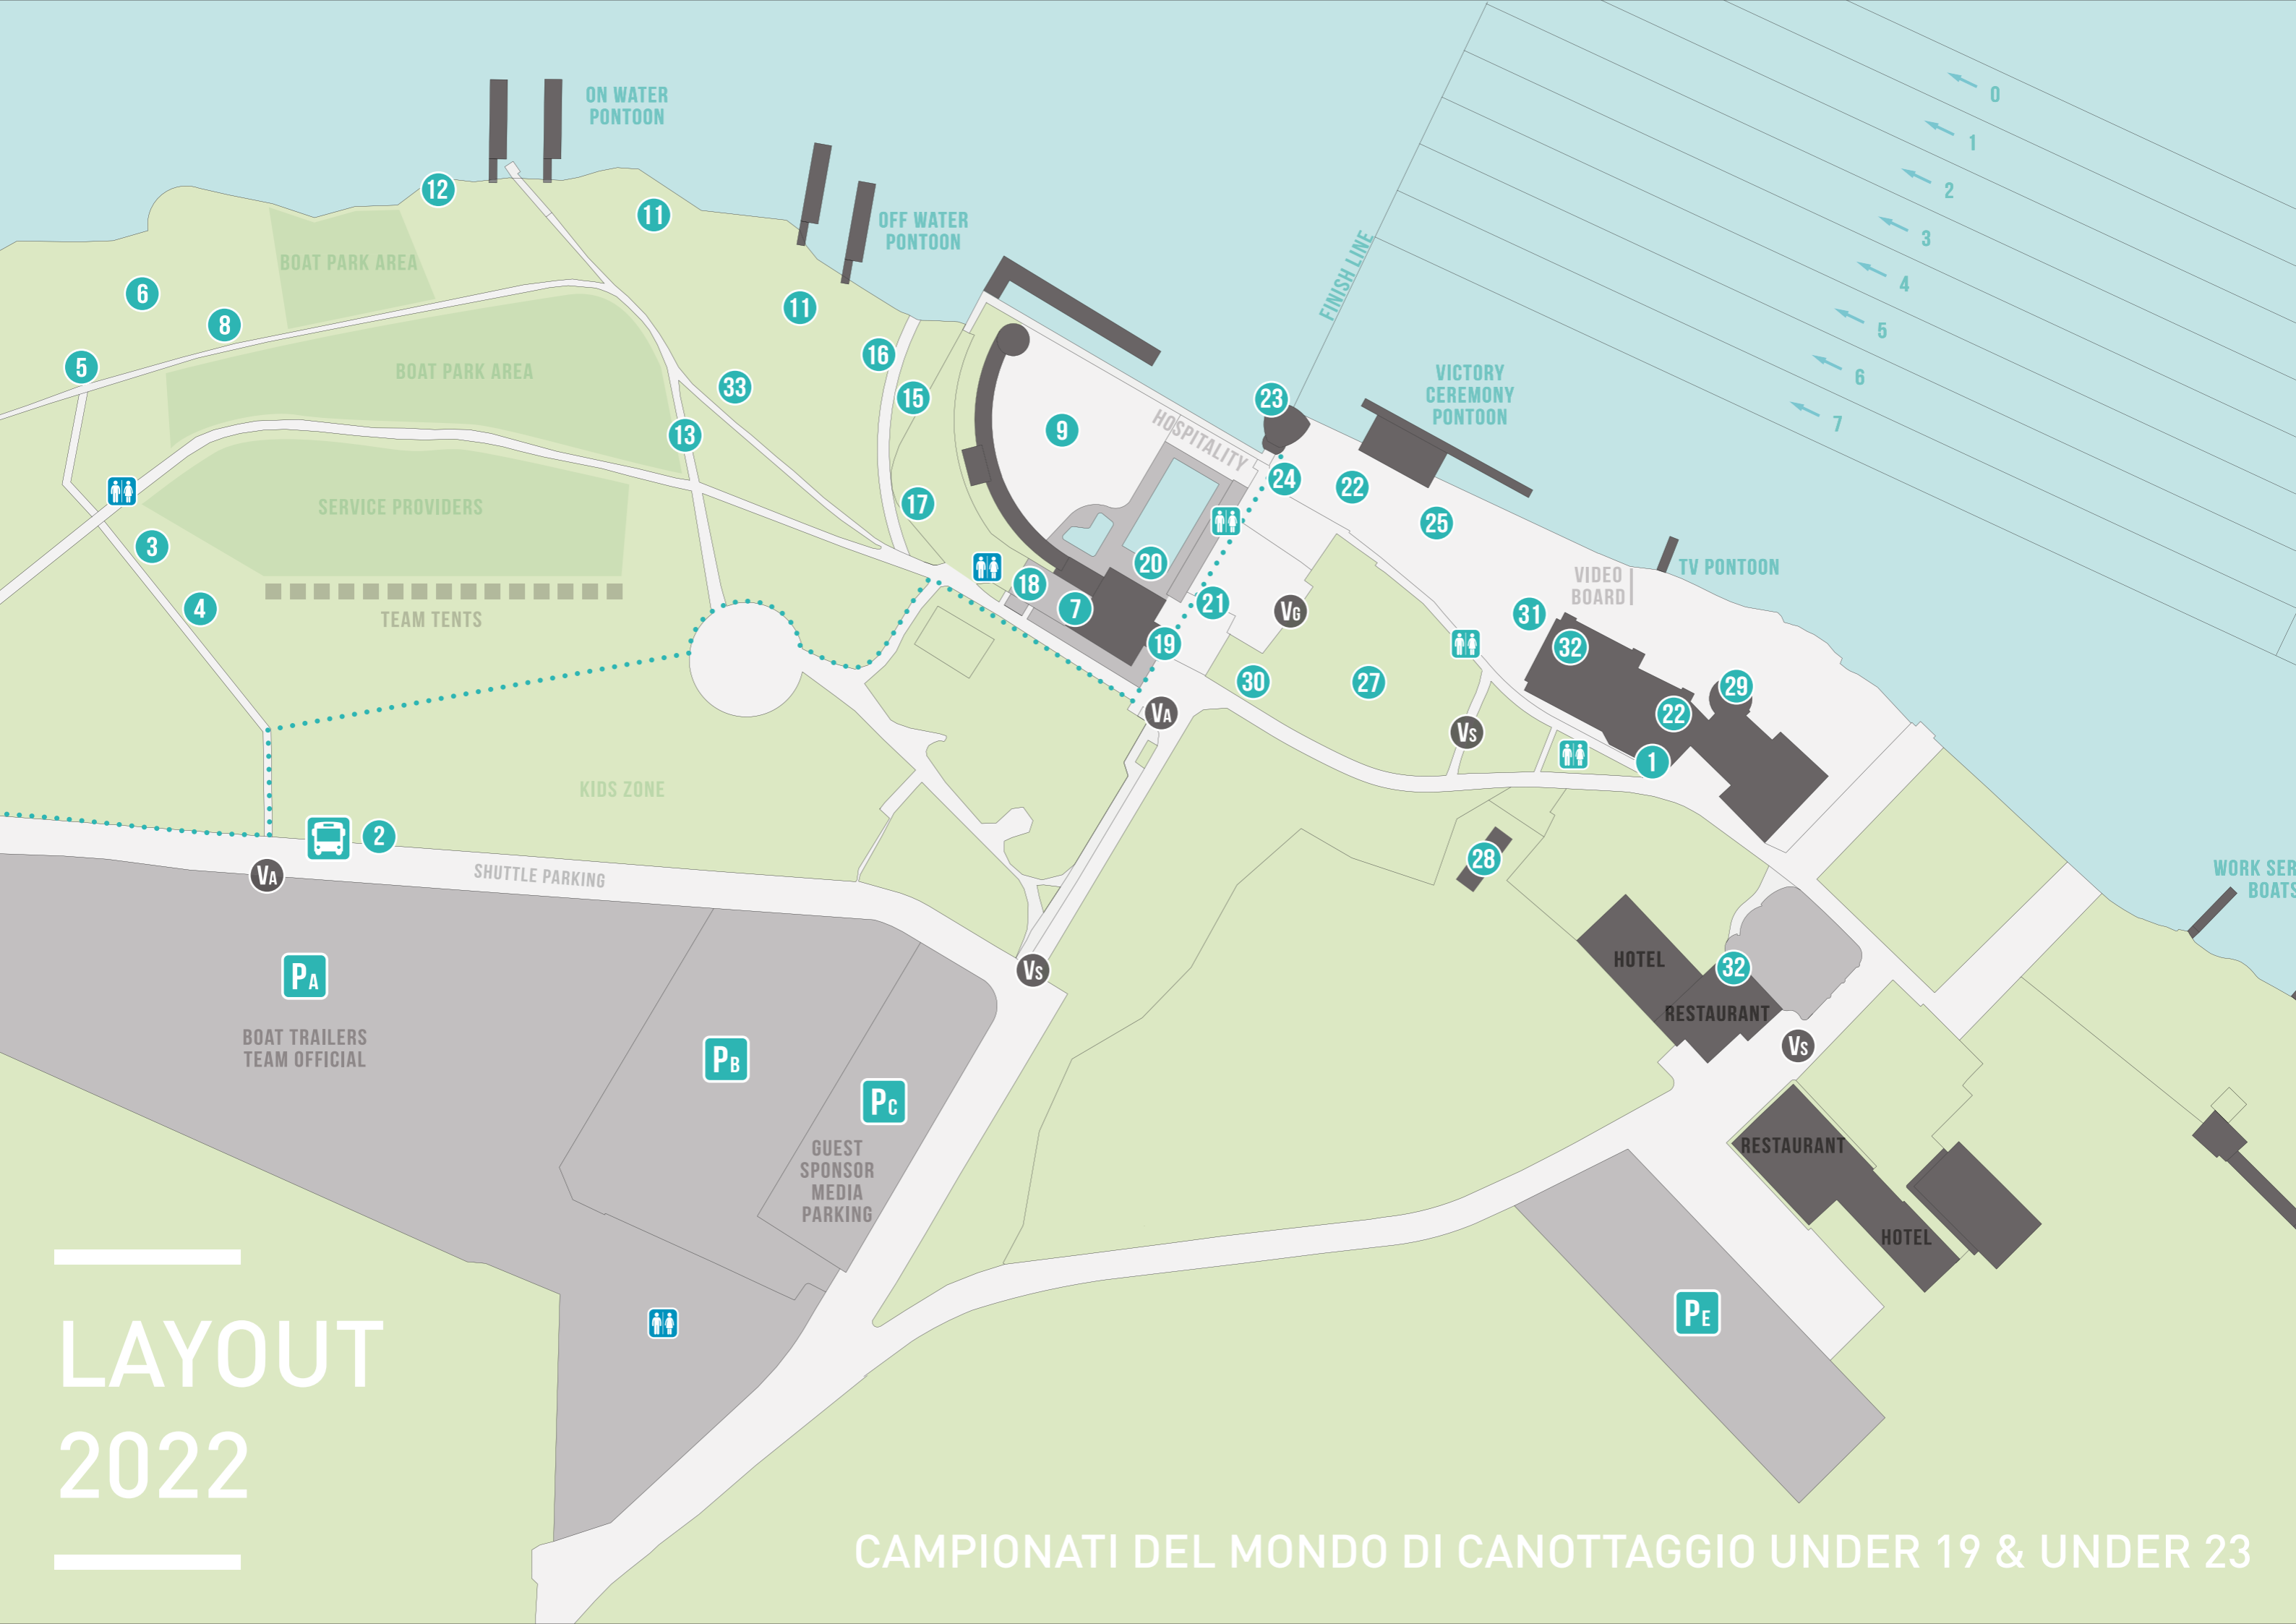 ON WATER
PONTOON
OFF WATER
PONTOON
0
1
2
3
4
5
6
7
FINISH LINE
12
11
BOAT PARK AREA
6
8
11
5
BOAT PARK AREA
16
33
15
13
9
HOSPITALITY
23
VICTORY
CEREMONY
PONTOON
24
22
25
17
SERVICE PROVIDERS
3
4
TEAM TENTS
18
7
20
21
19
VG
VIDEO
BOARD
TV PONTOON
31
32
30
27
29
22
VA
VS
1
KIDS ZONE
2
VA
SHUTTLE PARKING
28
WORK SER
BOATS
HOTEL
32
RESTAURANT
VS
VS
PA
BOAT TRAILERS
TEAM OFFICIAL
PB
PC
GUEST
SPONSOR
MEDIA
PARKING
RESTAURANT
HOTEL
PE
LAYOUT
2022
CAMPIONATI DEL MONDO DI CANOTTAGGIO UNDER 19 & UNDER 23